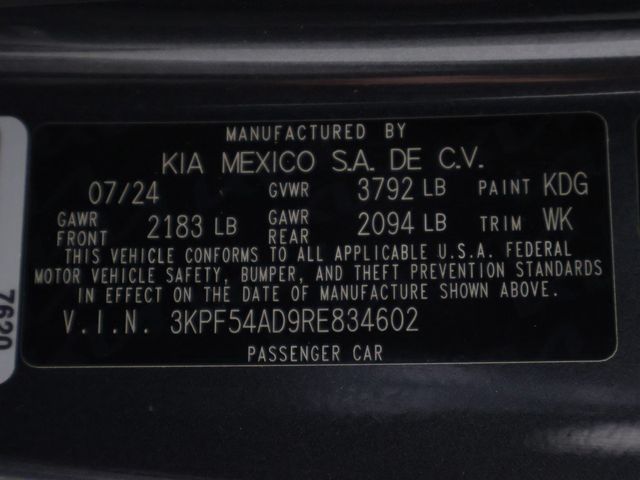 MANUFACTURED BY
KIA MEXICO S.A. DE C.V.
07/24 GVWR 3792 LB PAINT KDG
GAWR FRONT 2183 LB GAWR REAR 2094 LB TRIM WK
THIS VEHICLE CONFORMS TO ALL APPLICABLE U.S.A. FEDERAL
MOTOR VEHICLE SAFETY, BUMPER, AND THEFT PREVENTION STANDARDS
IN EFFECT ON THE DATE OF MANUFACTURE SHOWN ABOVE.
V.I.N. 3KPF54AD9RE834602
PASSENGER CAR
7620